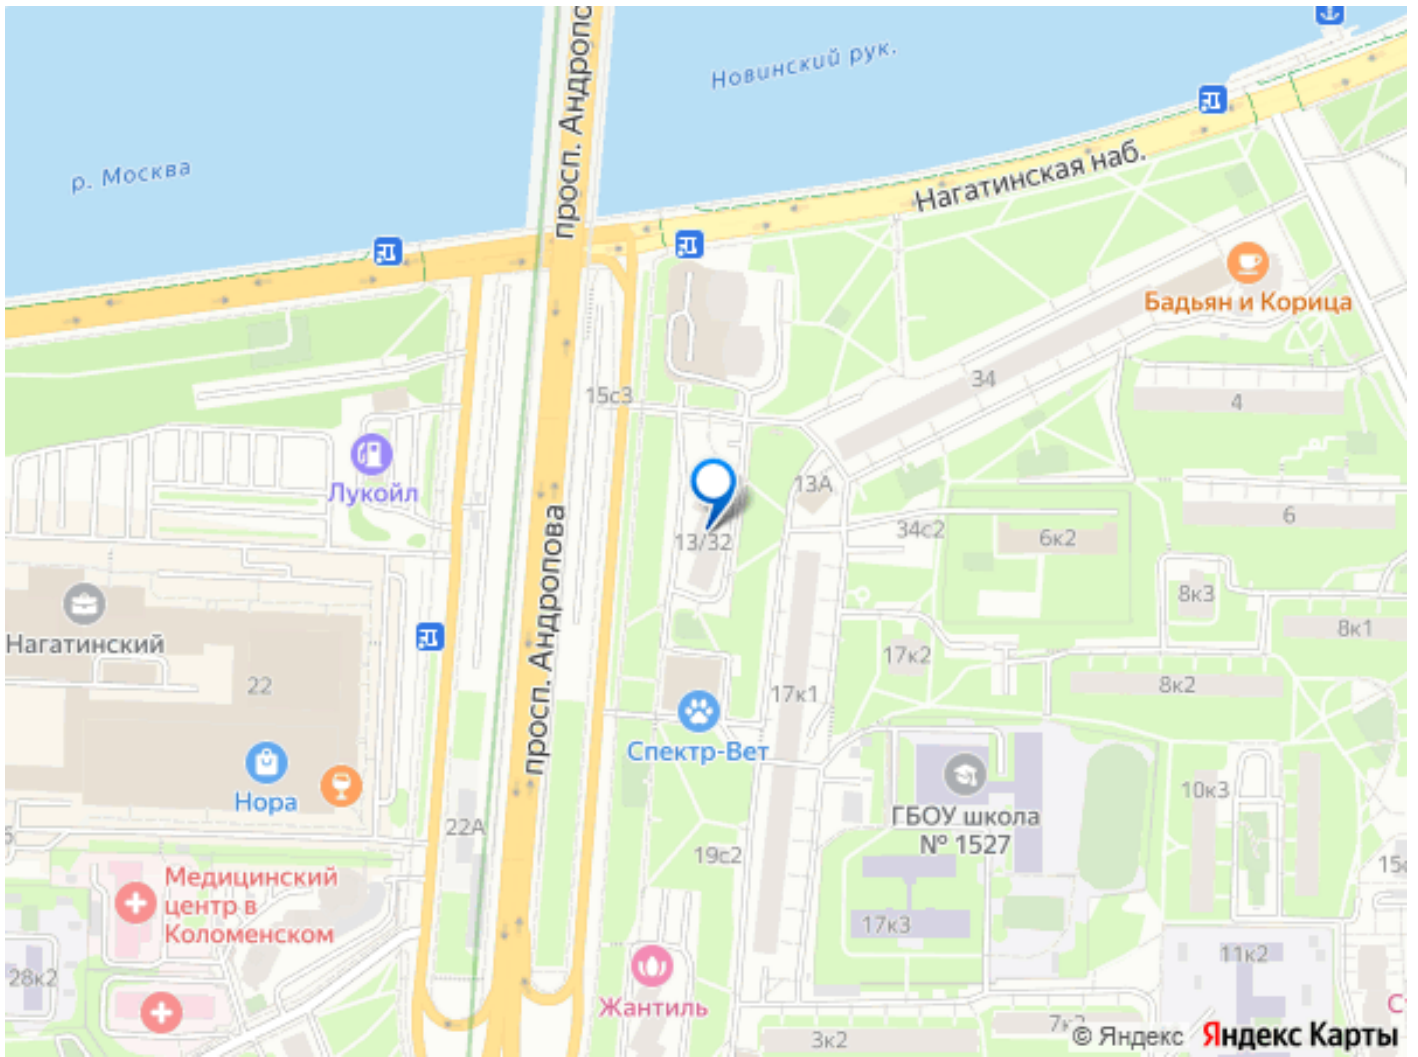 просп. Андропо
Новинский рук.
р. Москва
Нагатинская наб.
Бадьян и Корица
34
4
15с3
Лукойл
13А
6
34с2
6к2
13/32
просп. Андропова
8к3
8к1
Нагатинский
17к2
22
8к2
17к1
Спектр-Вет
Нора
10к3
ГБОУ школа
№ 1527
22А
19с2
Медицинский
центр в
Коломенском
17к3
11к2
28к2
Жантиль
3к2
© Яндекс Яндекс Карты